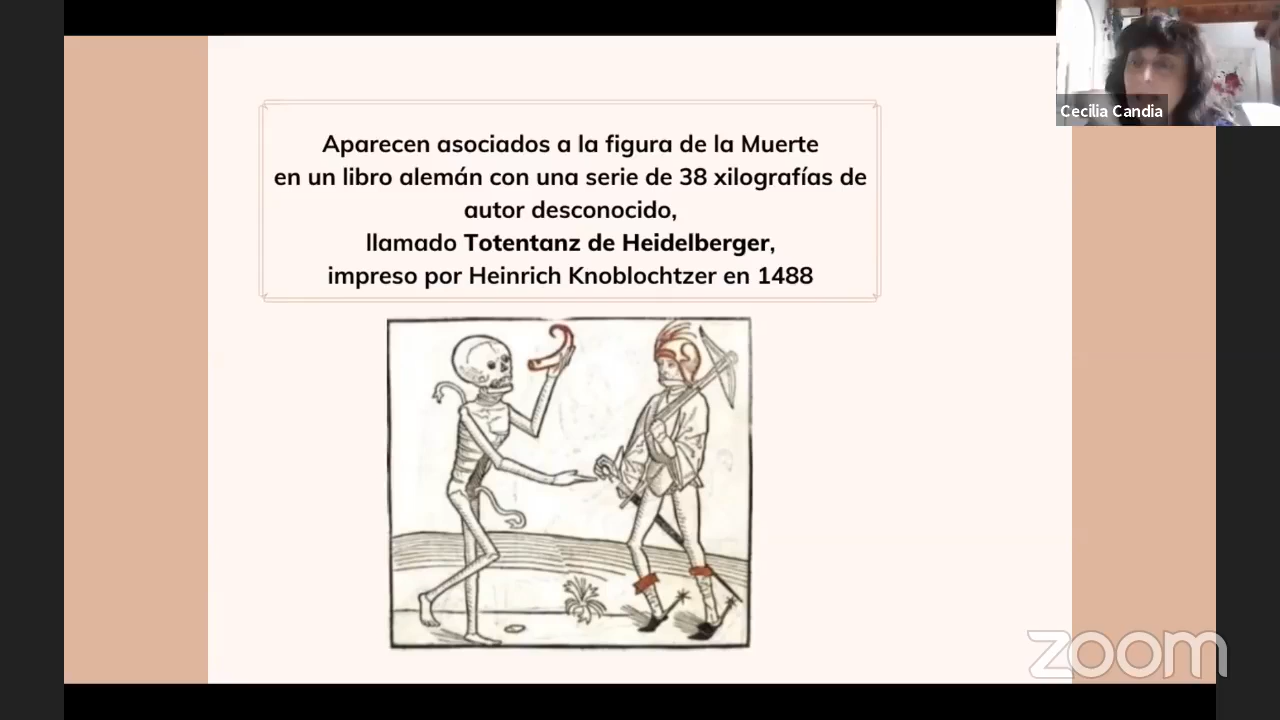 Cecilia Candia
Aparecen asociados a la figura de la Muerte
en un libro alemán con una serie de 38 xilografías de
autor desconocido,
llamado Totentanz de Heidelberger,
impreso por Heinrich Knoblochtzer en 1488
zoom